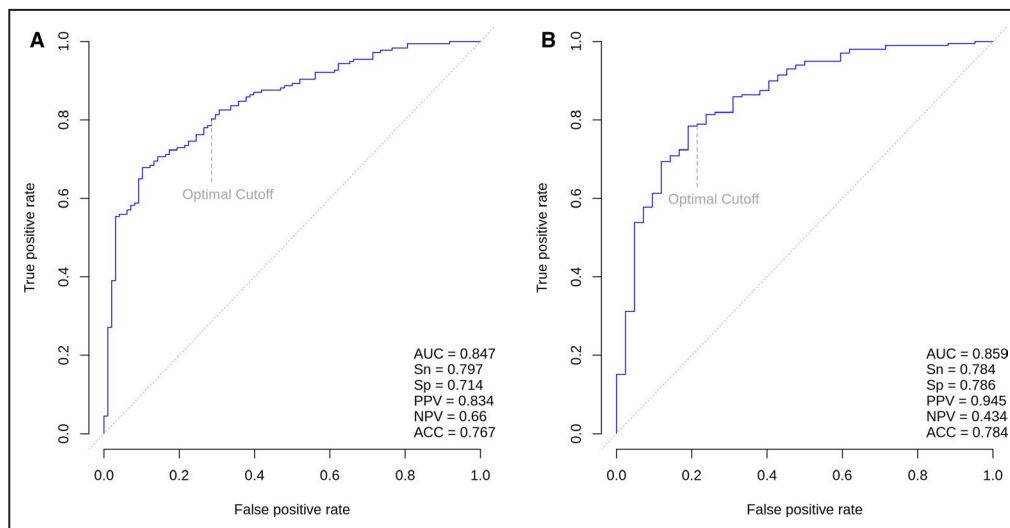 A
1.0
0.8
0.6
0.4
0.2
0.0
True positive rate
Optimal Cutoff
AUC = 0.847
Sn = 0.797
Sp = 0.714
PPV = 0.834
NPV = 0.66
ACC = 0.767
0.0 0.2 0.4 0.6 0.8 1.0
False positive rate
B
1.0
0.8
0.6
0.4
0.2
0.0
True positive rate
Optimal Cutoff
AUC = 0.859
Sn = 0.784
Sp = 0.786
PPV = 0.945
NPV = 0.434
ACC = 0.784
0.0 0.2 0.4 0.6 0.8 1.0
False positive rate